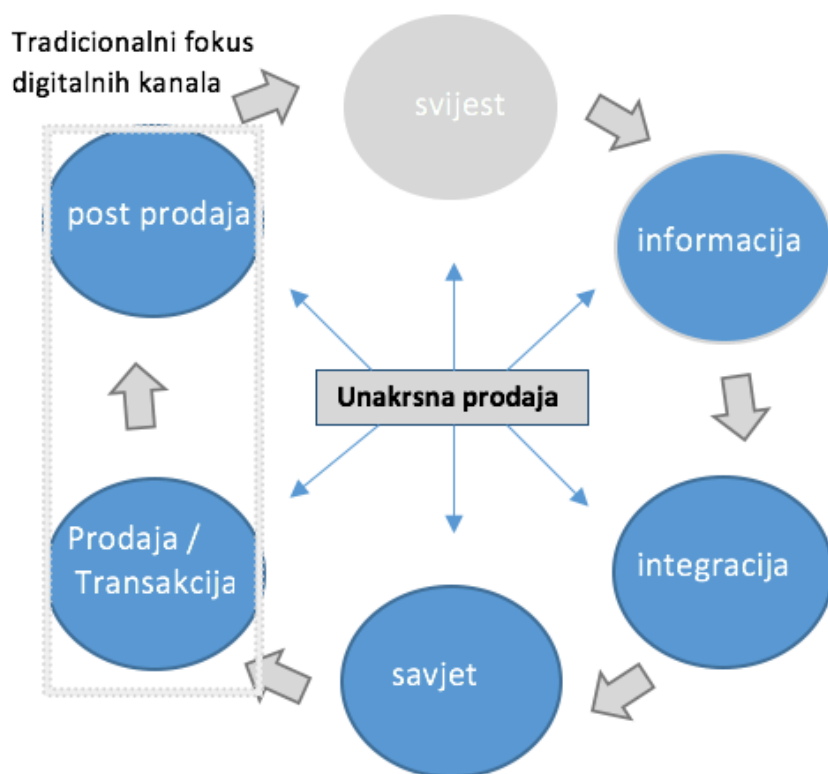 Tradicionalni fokus
digitalnih kanala
svijest
post prodaja
informacija
Unakrsna prodaja
Prodaja /
Transakcija
integracija
savjet